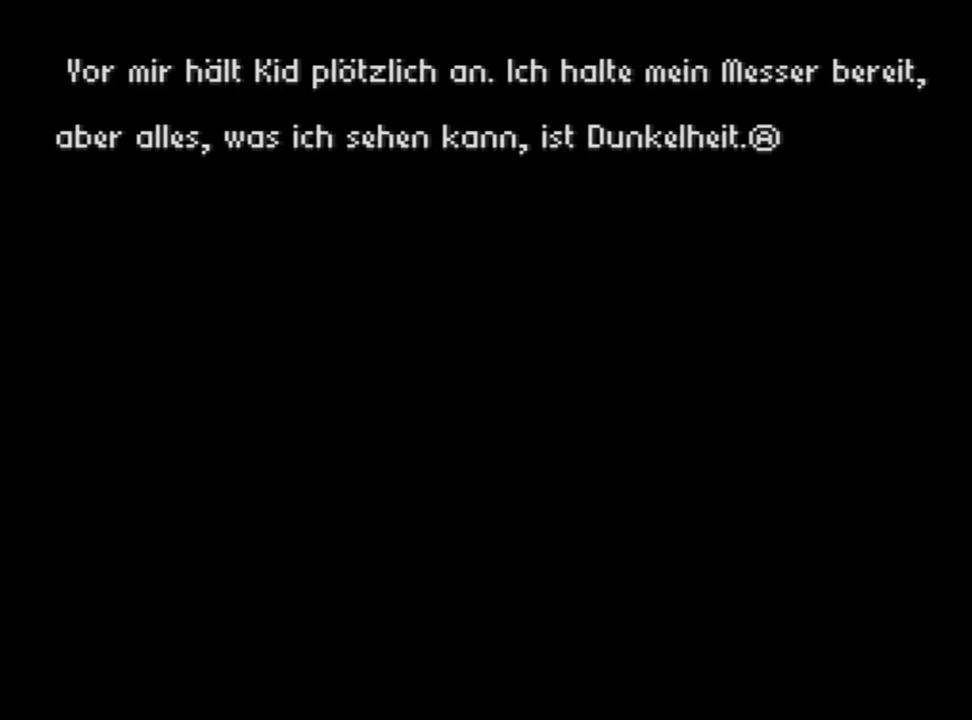 Vor mir hält Kid plötzlich an. Ich halte mein Messer bereit,
aber alles, was ich sehen kann, ist Dunkelheit.Ⓐ